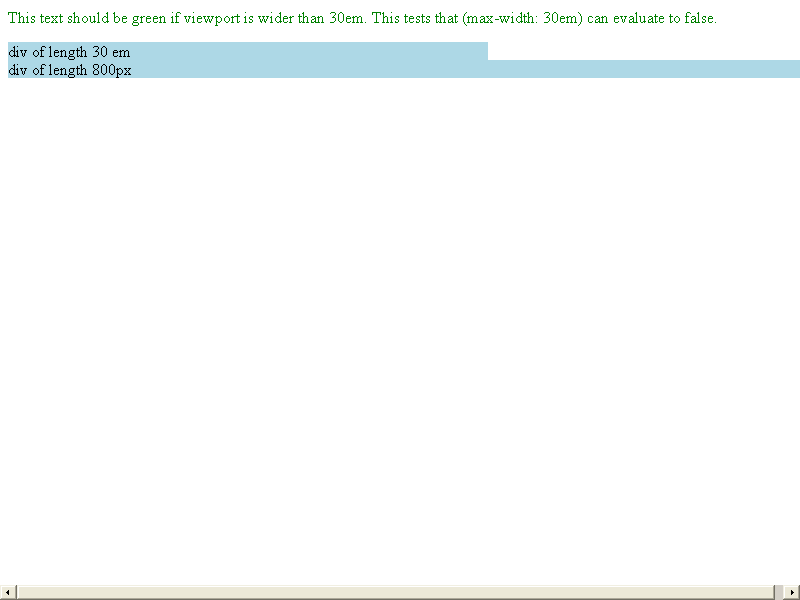 This text should be green if viewport is wider than 30em. This tests that (max-width: 30em) can evaluate to false.
div of length 30 em
div of length 800px